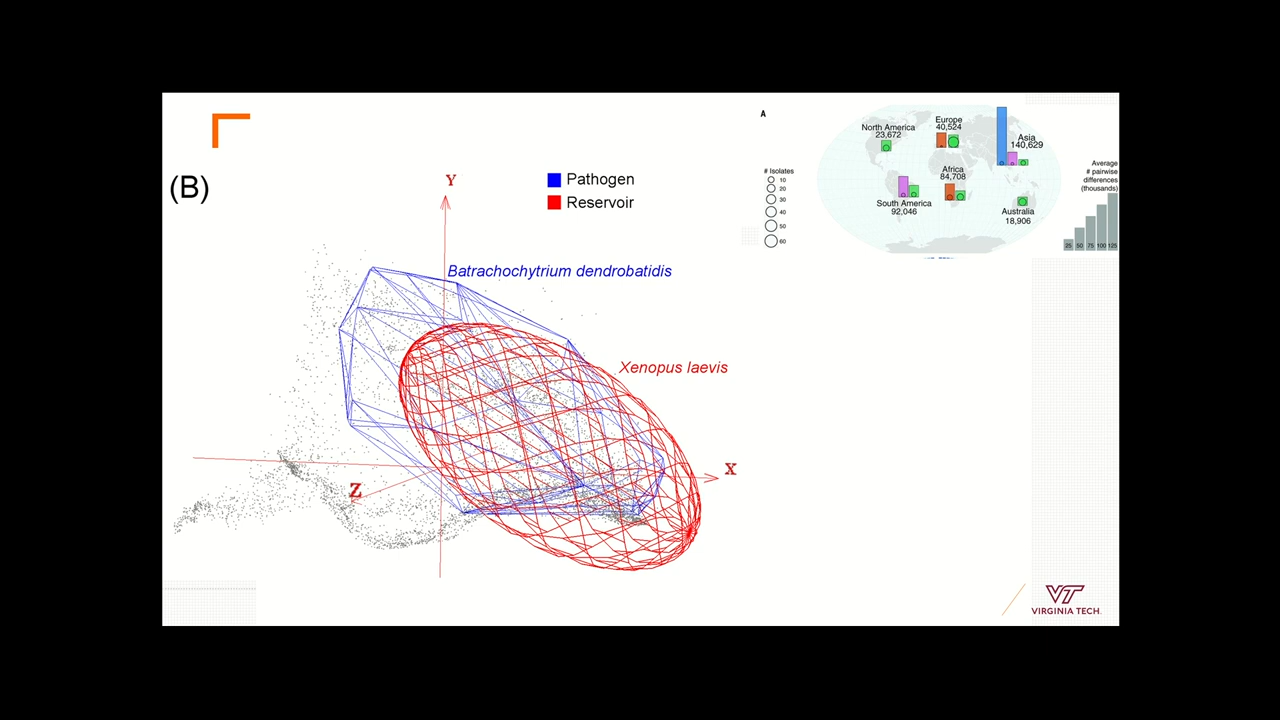 (B)
Y
Pathogen
Reservoir
Batrachochytrium dendrobatidis
Xenopus laevis
X
Z
A
North America
23,672
Europe
40,524
Asia
140,629
Africa
84,708
South America
92,046
Australia
18,906
# Isolates
10
20
30
40
50
60
Average
# pairwise
differences
(thousands)
25 50 75 100 125
VT
VIRGINIA TECH.